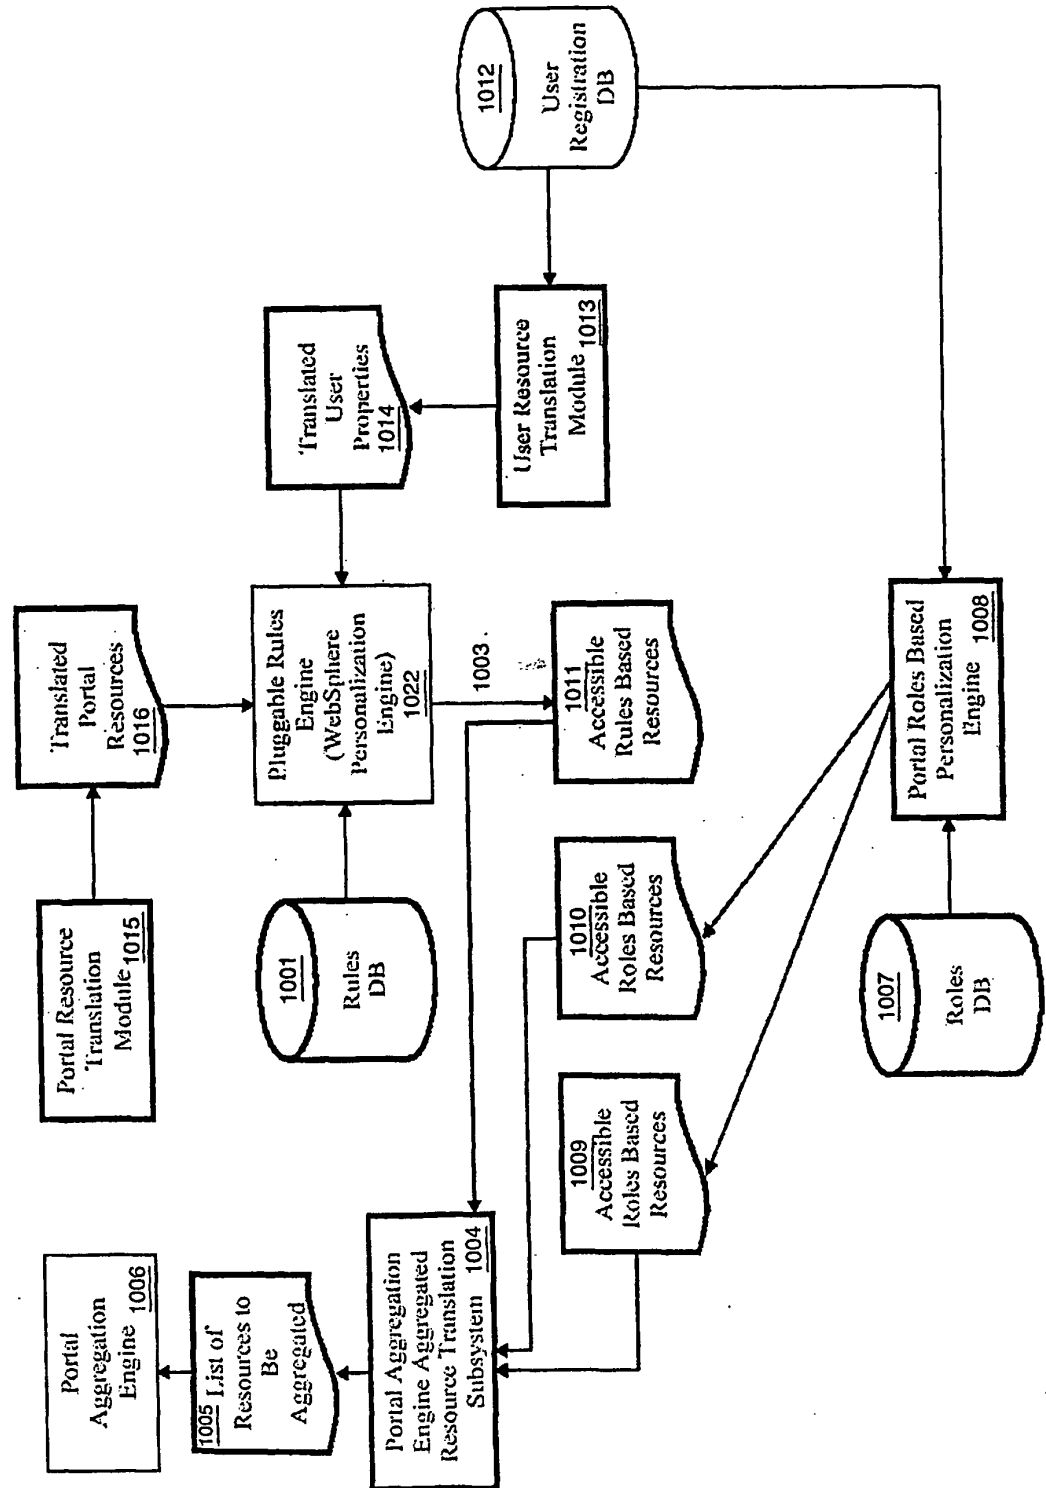 Portal
Aggregation
Engine 1006
1005 List of
Resources to
Be
Aggregated
Portal Aggregation
Engine Aggregated
Resource Translation
Subsystem 1004
Portal Resource
Translation
Module 1015
Translated
Portal
Resources
1016
1001
Rules
DB
Pluggable Rules
Engine
(WebSphere
Personalization
Engine)
1022
1003
Translated
User
Properties
1014
User Resource
Translation
Module 1013
1012
User
Registration
DB
1009
Accessible
Roles Based
Resources
1010
Accessible
Roles Based
Resources
1011
Accessible
Rules Based
Resources
1007
Roles
DB
Portal Roles Based
Personalization
Engine 1008